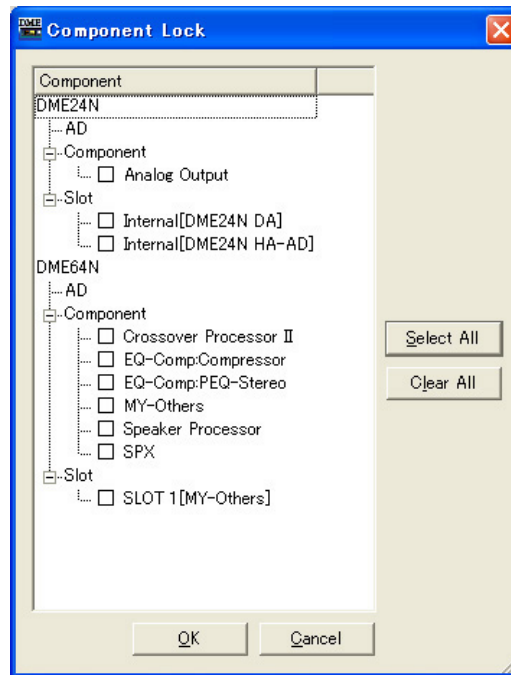 DME
Component Lock
Component
DME24N
AD
Component
Analog Output
Slot
Internal[DME24N DA]
Internal[DME24N HA-AD]
DME64N
AD
Component
Crossover Processor II
EQ-Comp:Compressor
EQ-Comp:PEQ-Stereo
MY-Others
Speaker Processor
SPX
Slot
SLOT 1[MY-Others]
Select All
Clear All
OK
Cancel